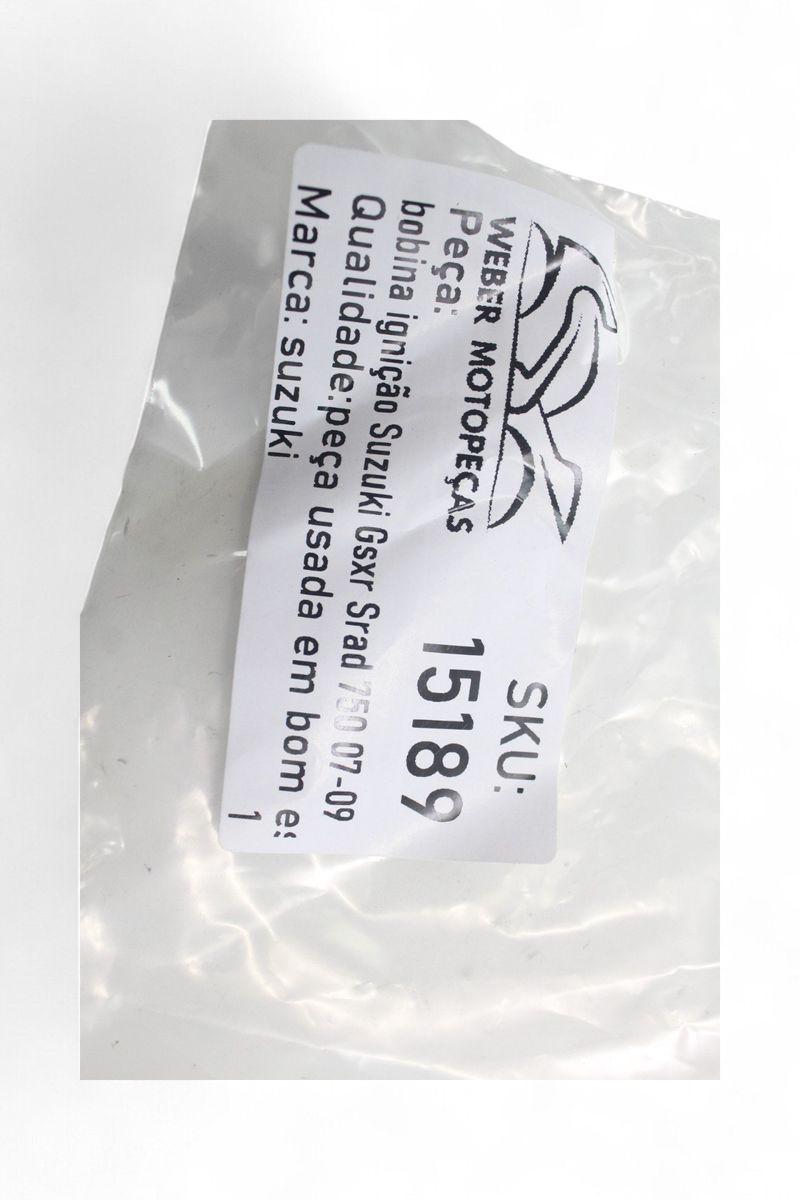 WEBER MOTOPEÇAS
SKU:
15189
Peça:
bobina ignição Suzuki Gsxr Srad 750 07-09
Qualidade:peça usada em bom
Marca: suzuki
1